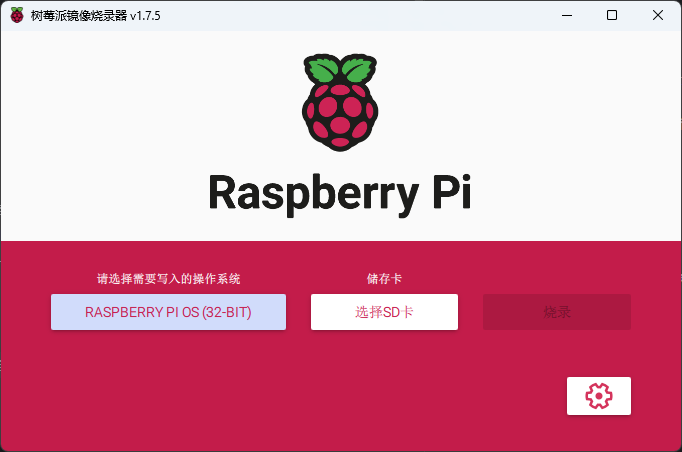 树莓派镜像烧录器 v1.7.5
Raspberry Pi
请选择需要写入的操作系统
储存卡
RASPBERRY PI OS (32-BIT)
选择SD卡
烧录